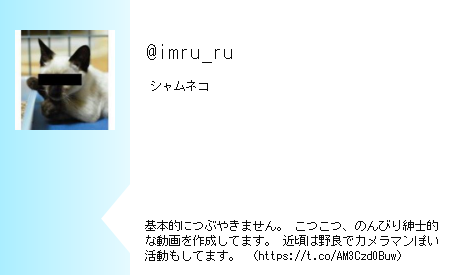 @imru_ru
シャムネコ
基本的につぶやきません。 こつこつ、のんびり紳士的
な動画を作成してます。 近頃は野良でカメラマンぽい
活動もしてます。 （https://t.co/AM3Czd0Buw）